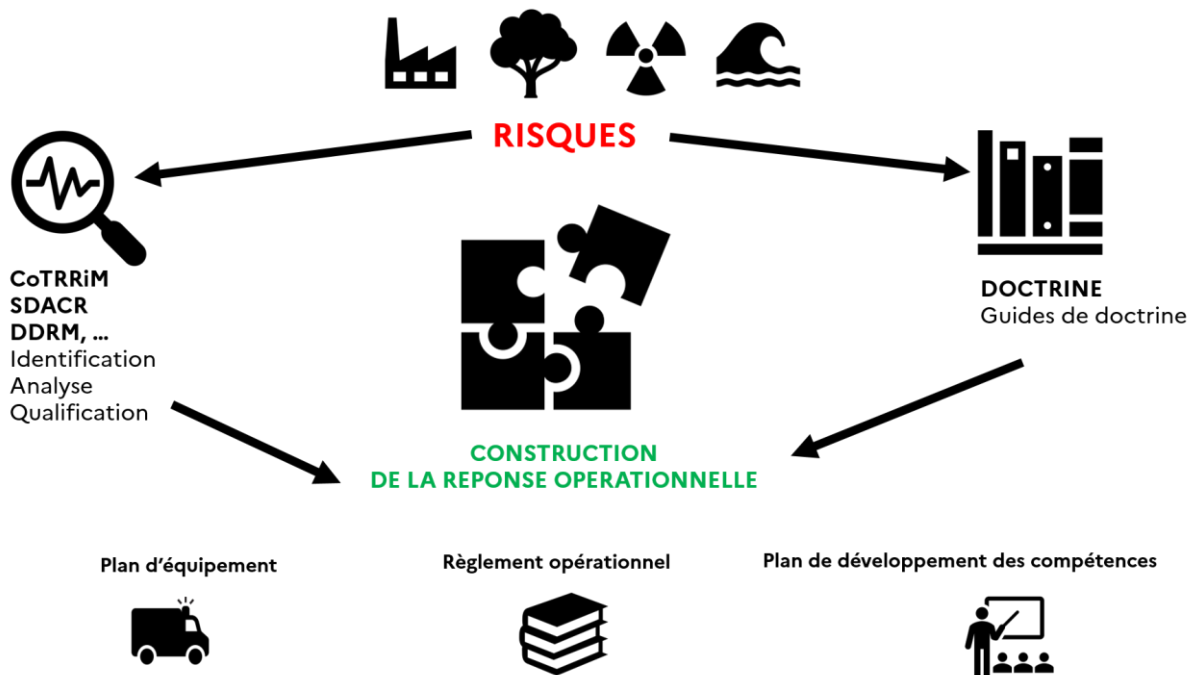 RISQUES
CoTRRiM
SDACR
DDRM, ...
Identification
Analyse
Qualification
DOCTRINE
Guides de doctrine
CONSTRUCTION
DE LA REPONSE OPERATIONNELLE
Plan d’équipement
Règlement opérationnel
Plan de développement des compétences